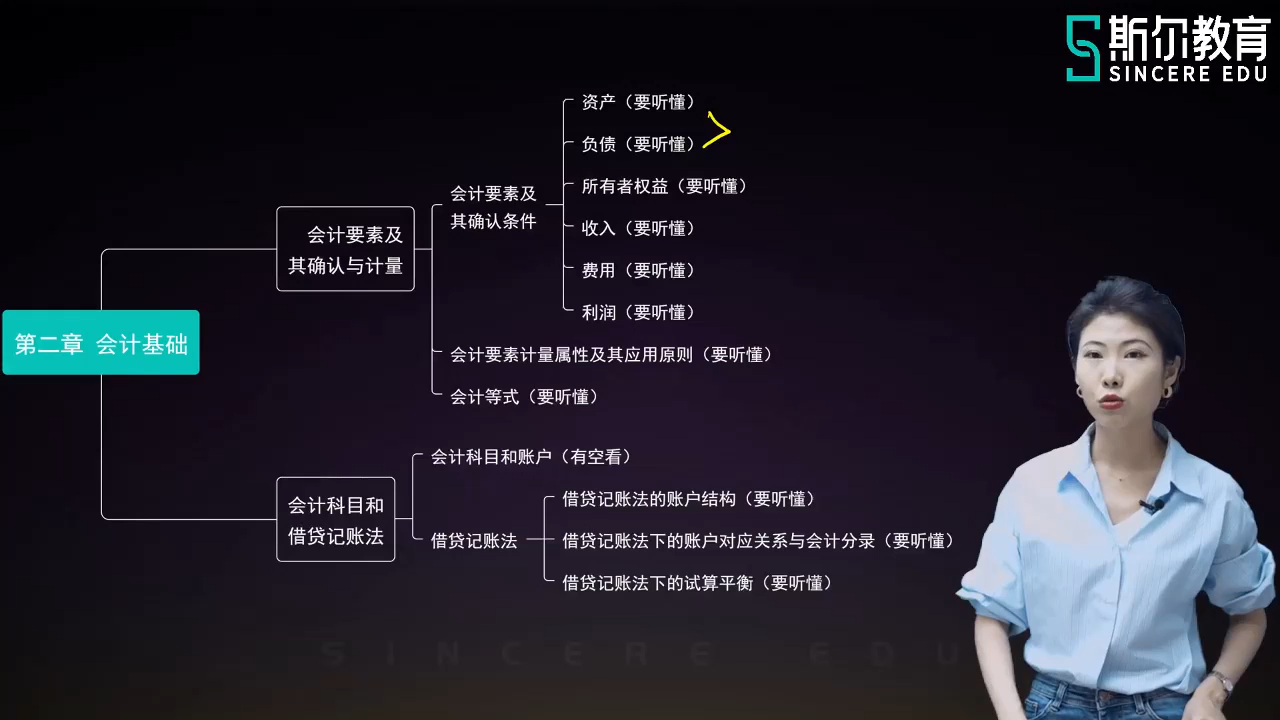 斯尔教育
SINCERE EDU
资产（要听懂）
负债（要听懂）
会计要素及
其确认条件
所有者权益（要听懂）
收入（要听懂）
会计要素及
其确认与计量
费用（要听懂）
利润（要听懂）
第二章 会计基础
会计要素计量属性及其应用原则（要听懂）
会计等式（要听懂）
会计科目和账户（有空看）
会计科目和
借贷记账法
借贷记账法的账户结构（要听懂）
借贷记账法
借贷记账法下的账户对应关系与会计分录（要听懂）
借贷记账法下的试算平衡（要听懂）
SINCERE EDU